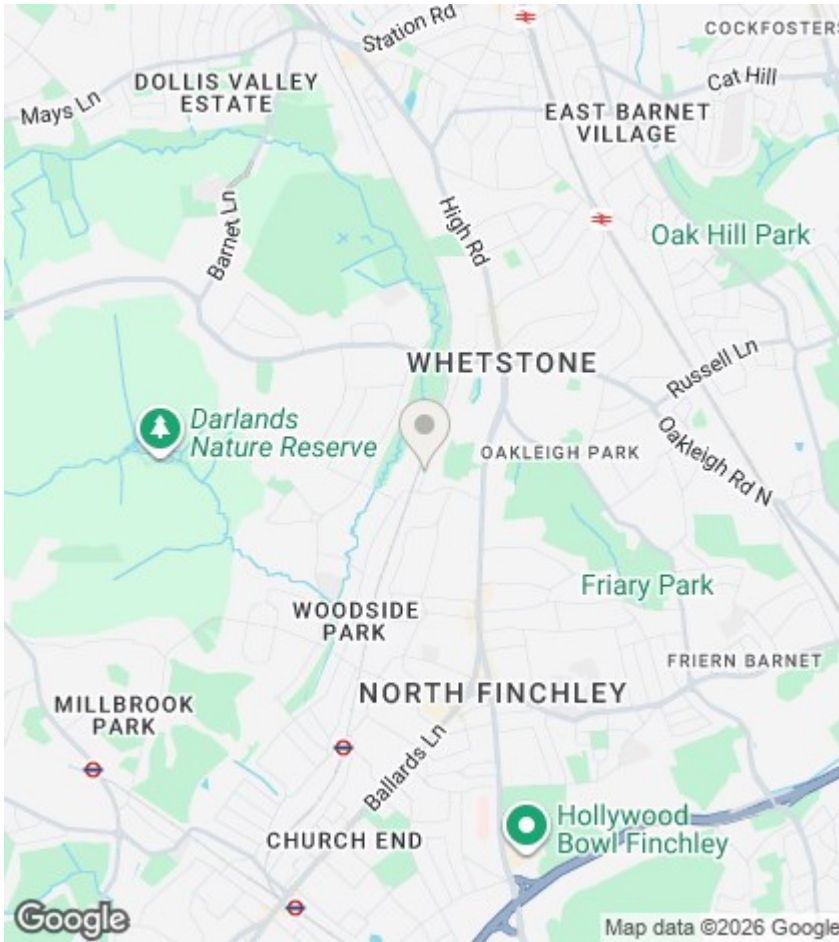 Station Rd
COCKFOSTERS
DOLLIS VALLEY
ESTATE
Cat Hill
Mays Ln
EAST BARNET
VILLAGE
Barnet Ln
High Rd
Oak Hill Park
WHETSTONE
Russell Ln
Darlands
Nature Reserve
OAKLEIGH PARK
Oakleigh Rd N
Friary Park
WOODSIDE
PARK
FRIERN BARNET
NORTH FINCHLEY
MILLBROOK
PARK
Ballards Ln
Hollywood
Bowl Finchley
CHURCH END
Google
Map data ©2026 Google